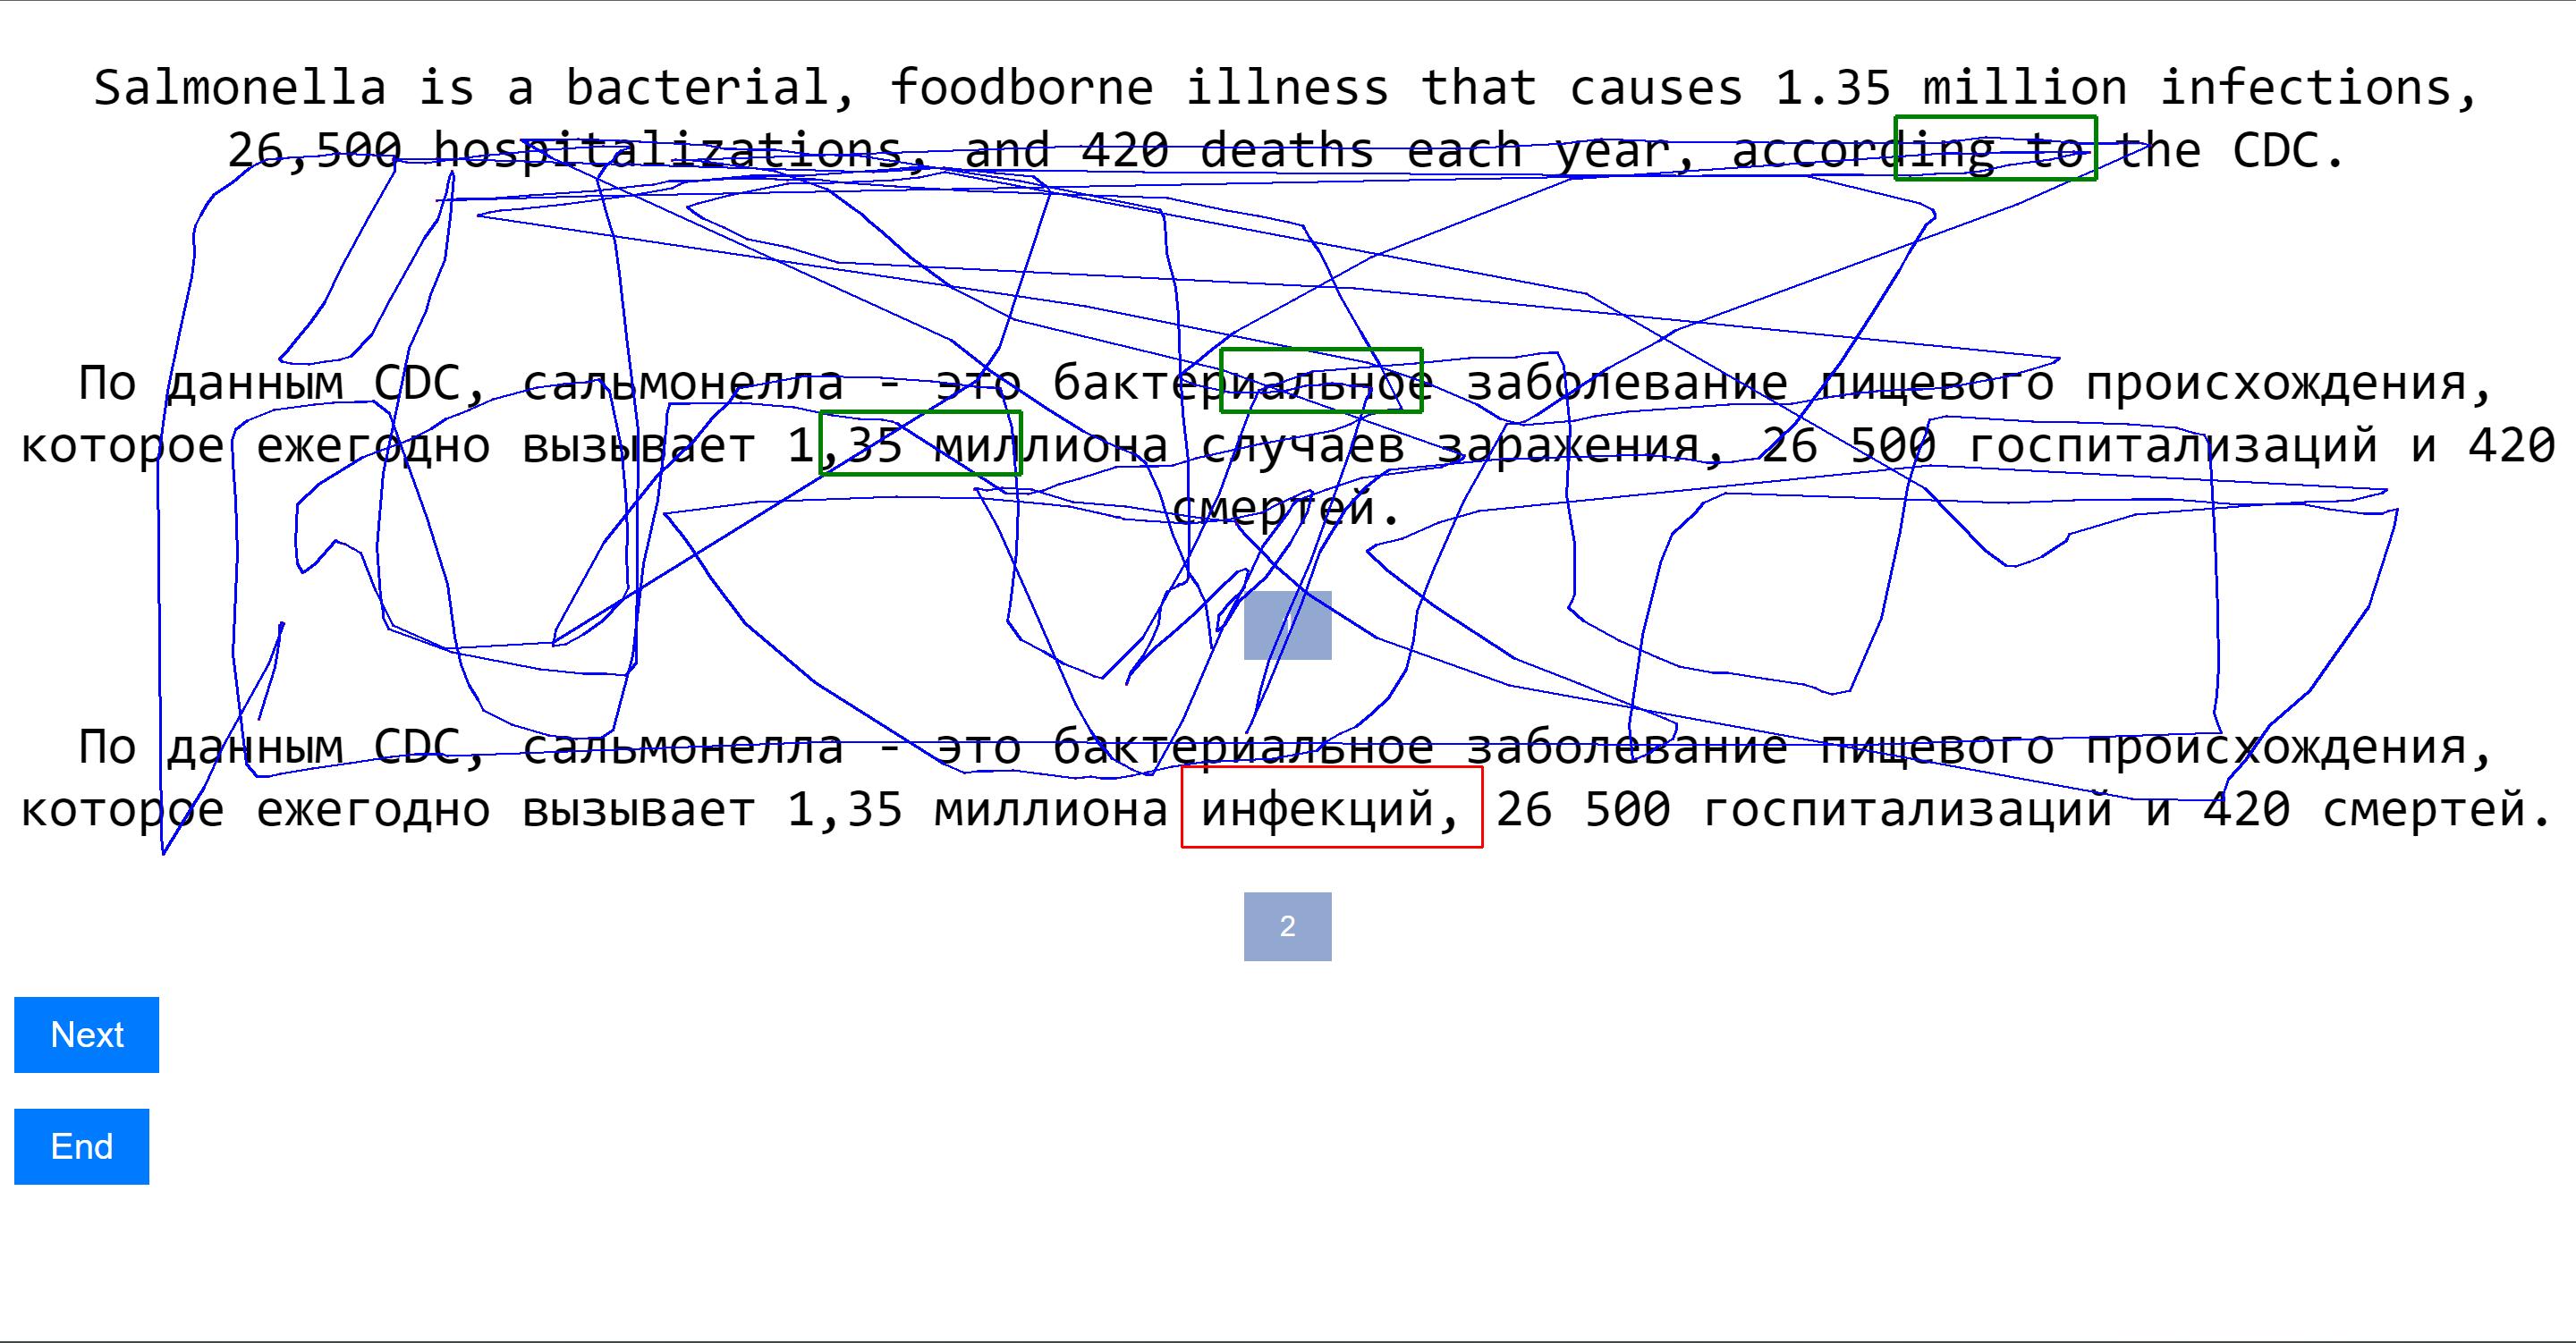 Salmonella is a bacterial, foodborne illness that causes 1.35 million infections,
26,500 hospitalizations, and 420 deaths each year, according to the CDC.
По данным CDC, сальмонелла - это бактериальное заболевание пищевого происхождения,
которое ежегодно вызывает 1,35 миллиона случаев заражения, 26 500 госпитализаций и 420
смертей.
По данным CDC, сальмонелла - это бактериальное заболевание пищевого происхождения,
которое ежегодно вызывает 1,35 миллиона инфекций, 26 500 госпитализаций и 420 смертей.
2
Next
End